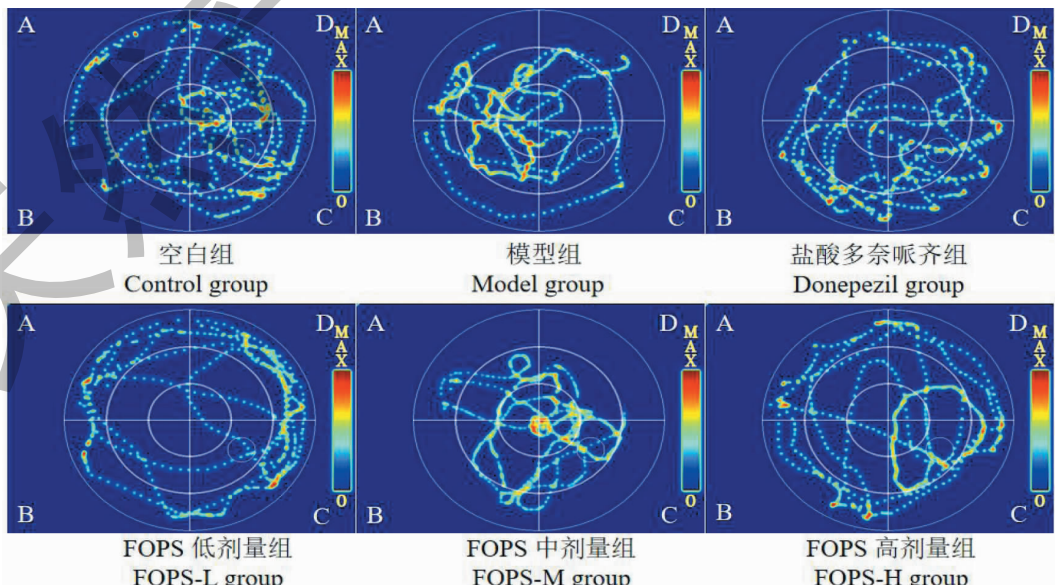 A D MAX
B C 0
空白组
Control group
A D MAX
B C 0
模型组
Model group
A D MAX
B C 0
盐酸多奈哌齐组
Donepezil group
A D MAX
B C 0
FOPS 低剂量组
FOPS-L group
A D MAX
B C 0
FOPS 中剂量组
FOPS-M group
A D MAX
B C 0
FOPS 高剂量组
FOPS-H group